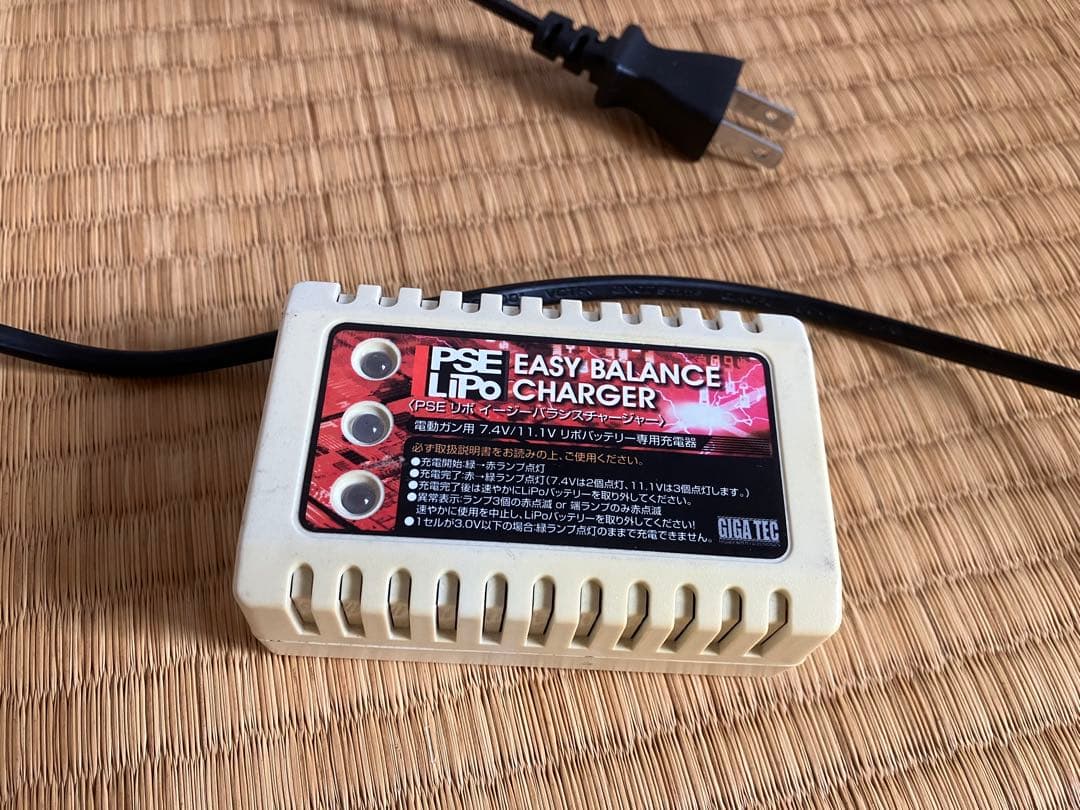 PSE
LiPo
EASY BALANCE
CHARGER
〈PSE リポ イージーバランスチャージャー〉
電動ガン用 7.4V/11.1V リポバッテリー専用充電器
必ず取扱説明書をお読みの上、ご使用ください。
●充電開始:緑→赤ランプ点灯
●充電完了:赤→緑ランプ点灯(7.4Vは2個点灯、11.1Vは3個点灯します。)
●充電完了後は速やかにLiPoバッテリーを取り外してください。
●異常表示:ランプ3個の赤点滅 or 端ランプのみ赤点滅
速やかに使用を中止し、LiPoバッテリーを取り外してください!
●1セルが3.0V以下の場合:緑ランプ点灯のままで充電できません。
GIGA TEC